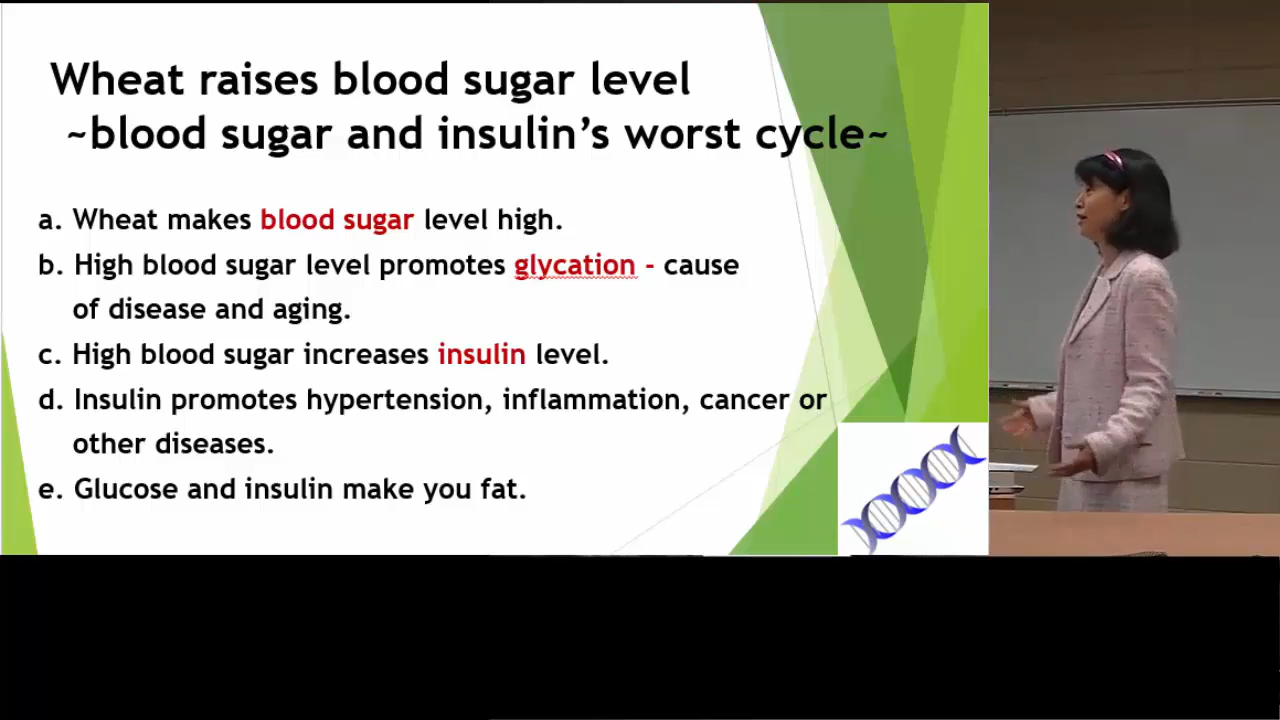 Wheat raises blood sugar level
~blood sugar and insulin's worst cycle~
a. Wheat makes blood sugar level high.
b. High blood sugar level promotes glycation - cause
of disease and aging.
c. High blood sugar increases insulin level.
d. Insulin promotes hypertension, inflammation, cancer or
other diseases.
e. Glucose and insulin make you fat.